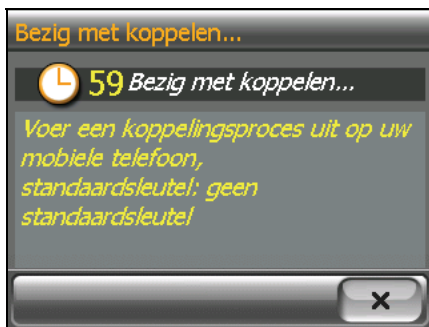 Bezig met koppelen...
59 Bezig met koppelen...
Voer een koppelingsproces uit op uw
mobiele telefoon,
standaardsleutel: geen
standaardsleutel